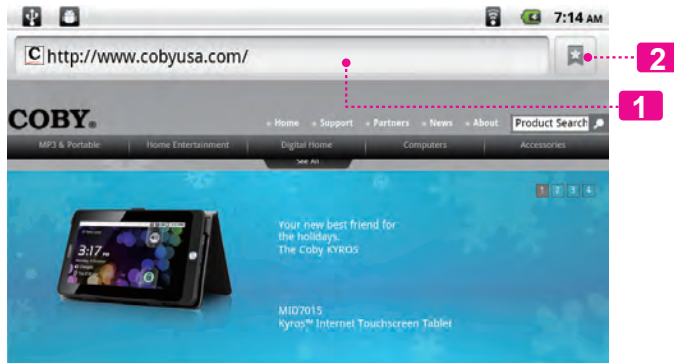 7:14 AM
C http://www.cobyusa.com/
2
1
COBY®
Home Support Partners News About Product Search
MP3 & Portable Home Entertainment Digital Home Computers Accessories
See All
1 2 3 4
Your new best friend for
the holidays.
The Coby KYROS
3:17 PM
MID7015
Kyros™ Internet Touchscreen Tablet